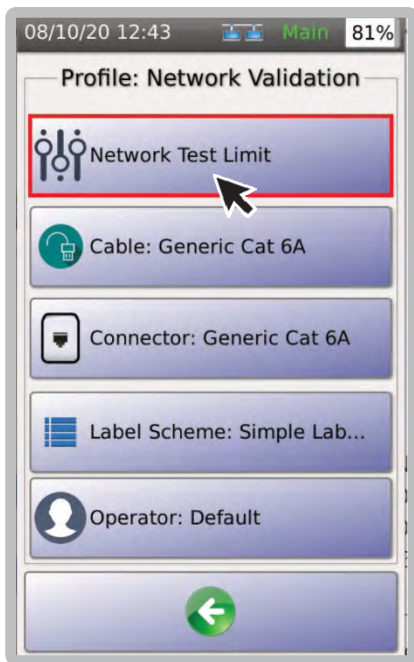 08/10/20 12:43 Main 81%
Profile: Network Validation
Network Test Limit
Cable: Generic Cat 6A
Connector: Generic Cat 6A
Label Scheme: Simple Lab...
Operator: Default